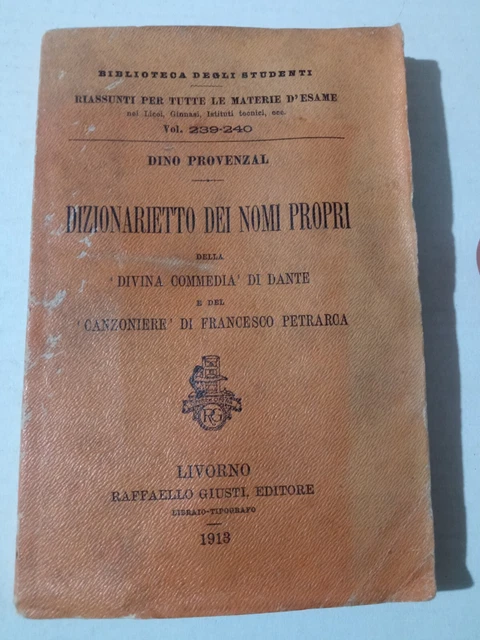 BIBLIOTECA DEGLI STUDENTI
RIASSUNTI PER TUTTE LE MATERIE D'ESAME
nei Licei, Ginnasi, Istituti tecnici, ecc.
Vol. 239-240
DINO PROVENZAL
DIZIONARIETTO DEI NOMI PROPRI
DELLA
'DIVINA COMMEDIA' DI DANTE
E DEL
'CANZONIERE' DI FRANCESCO PETRARCA
RG
LIVORNO
RAFFAELLO GIUSTI, EDITORE
LIBRAIO-TIPOGRAFO
1913